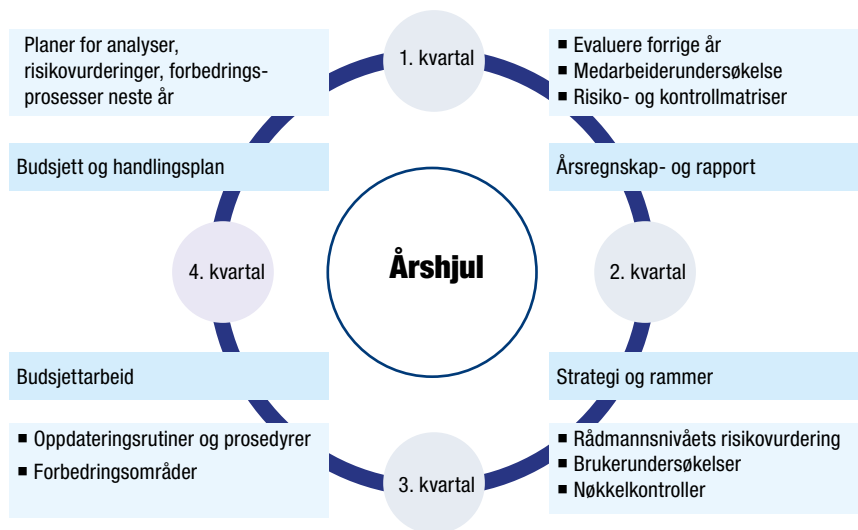 1. kvartal
■ Evaluere forrige år
■ Medarbeiderundersøkelse
■ Risiko- og kontrollmatriser
Årsregnskap- og rapport
2. kvartal
Strategi og rammer
■ Rådmannsnivåets risikovurdering
■ Brukerundersøkelser
■ Nøkkelkontroller
3. kvartal
Budsjettarbeid
■ Oppdateringsrutiner og prosedyrer
■ Forbedringsområder
4. kvartal
Planer for analyser,
risikovurderinger, forbedrings-
prosesser neste år
Budsjett og handlingsplan
Årshjul